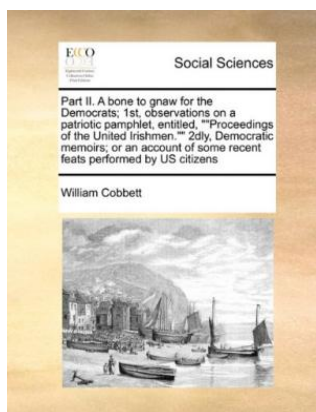 ECCO
Social Sciences
Part II. A bone to gnaw for the
Democrats; 1st, observations on a
patriotic pamphlet, entitled, ""Proceedings
of the United Irishmen."" 2dly, Democratic
memoirs; or an account of some recent
feats performed by US citizens
William Cobbett